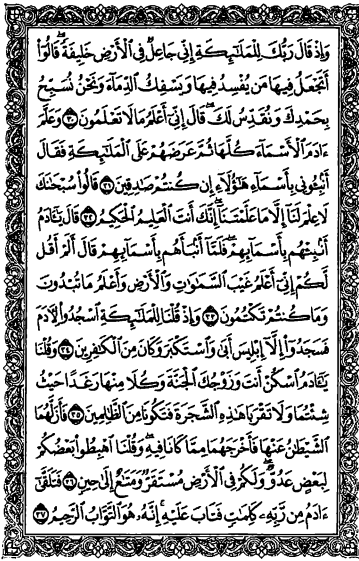 وَإِذْ قَالَ رَبُّكَ لِلْمَلَٰٓئِكَةِ إِنِّي جَاعِلٌ فِي الْأَرْضِ خَلِيفَةً ۖ قَالُوٓا۟
أَتَجْعَلُ فِيهَا مَن يُفْسِدُ فِيهَا وَيَسْفِكُ الدِّمَآءَ وَنَحْنُ نُسَبِّحُ
بِحَمْدِكَ وَنُقَدِّسُ لَكَ ۖ قَالَ إِنِّيٓ أَعْلَمُ مَا لَا تَعْلَمُونَ ﴿٣٠﴾ وَعَلَّمَ
ءَادَمَ الْأَسْمَآءَ كُلَّهَا ثُمَّ عَرَضَهُمْ عَلَى الْمَلَٰٓئِكَةِ فَقَالَ
أَنۢبِـُٔونِي بِأَسْمَآءِ هَٰٓؤُلَآءِ إِن كُنتُمْ صَٰدِقِينَ ﴿٣١﴾ قَالُوا۟ سُبْحَٰنَكَ
لَا عِلْمَ لَنَآ إِلَّا مَا عَلَّمْتَنَآ ۖ إِنَّكَ أَنتَ الْعَلِيمُ الْحَكِيمُ ﴿٣٢﴾ قَالَ يَٰٓـَٔادَمُ
أَنۢبِئْهُم بِأَسْمَآئِهِمْ ۖ فَلَمَّآ أَنۢبَأَهُم بِأَسْمَآئِهِمْ قَالَ أَلَمْ أَقُل
لَّكُمْ إِنِّيٓ أَعْلَمُ غَيْبَ السَّمَٰوَٰتِ وَالْأَرْضِ وَأَعْلَمُ مَا تُبْدُونَ
وَمَا كُنتُمْ تَكْتُمُونَ ﴿٣٣﴾ وَإِذْ قُلْنَا لِلْمَلَٰٓئِكَةِ اسْجُدُوا۟ لِـَٔادَمَ
فَسَجَدُوٓا۟ إِلَّآ إِبْلِيسَ أَبَىٰ وَاسْتَكْبَرَ وَكَانَ مِنَ الْكَٰفِرِينَ ﴿٣٤﴾ وَقُلْنَا
يَٰٓـَٔادَمُ اسْكُنْ أَنتَ وَزَوْجُكَ الْجَنَّةَ وَكُلَا مِنْهَا رَغَدًا حَيْثُ
شِئْتُمَا وَلَا تَقْرَبَا هَٰذِهِ الشَّجَرَةَ فَتَكُونَا مِنَ الظَّٰلِمِينَ ﴿٣٥﴾ فَأَزَلَّهُمَا
الشَّيْطَٰنُ عَنْهَا فَأَخْرَجَهُمَا مِمَّا كَانَا فِيهِ ۖ وَقُلْنَا اهْبِطُوا۟ بَعْضُكُمْ
لِبَعْضٍ عَدُوٌّ ۖ وَلَكُمْ فِي الْأَرْضِ مُسْتَقَرٌّ وَمَتَٰعٌ إِلَىٰ حِينٍ ﴿٣٦﴾ فَتَلَقَّىٰٓ
ءَادَمُ مِن رَّبِّهِۦ كَلِمَٰتٍ فَتَابَ عَلَيْهِ ۚ إِنَّهُۥ هُوَ التَّوَّابُ الرَّحِيمُ ﴿٣٧﴾